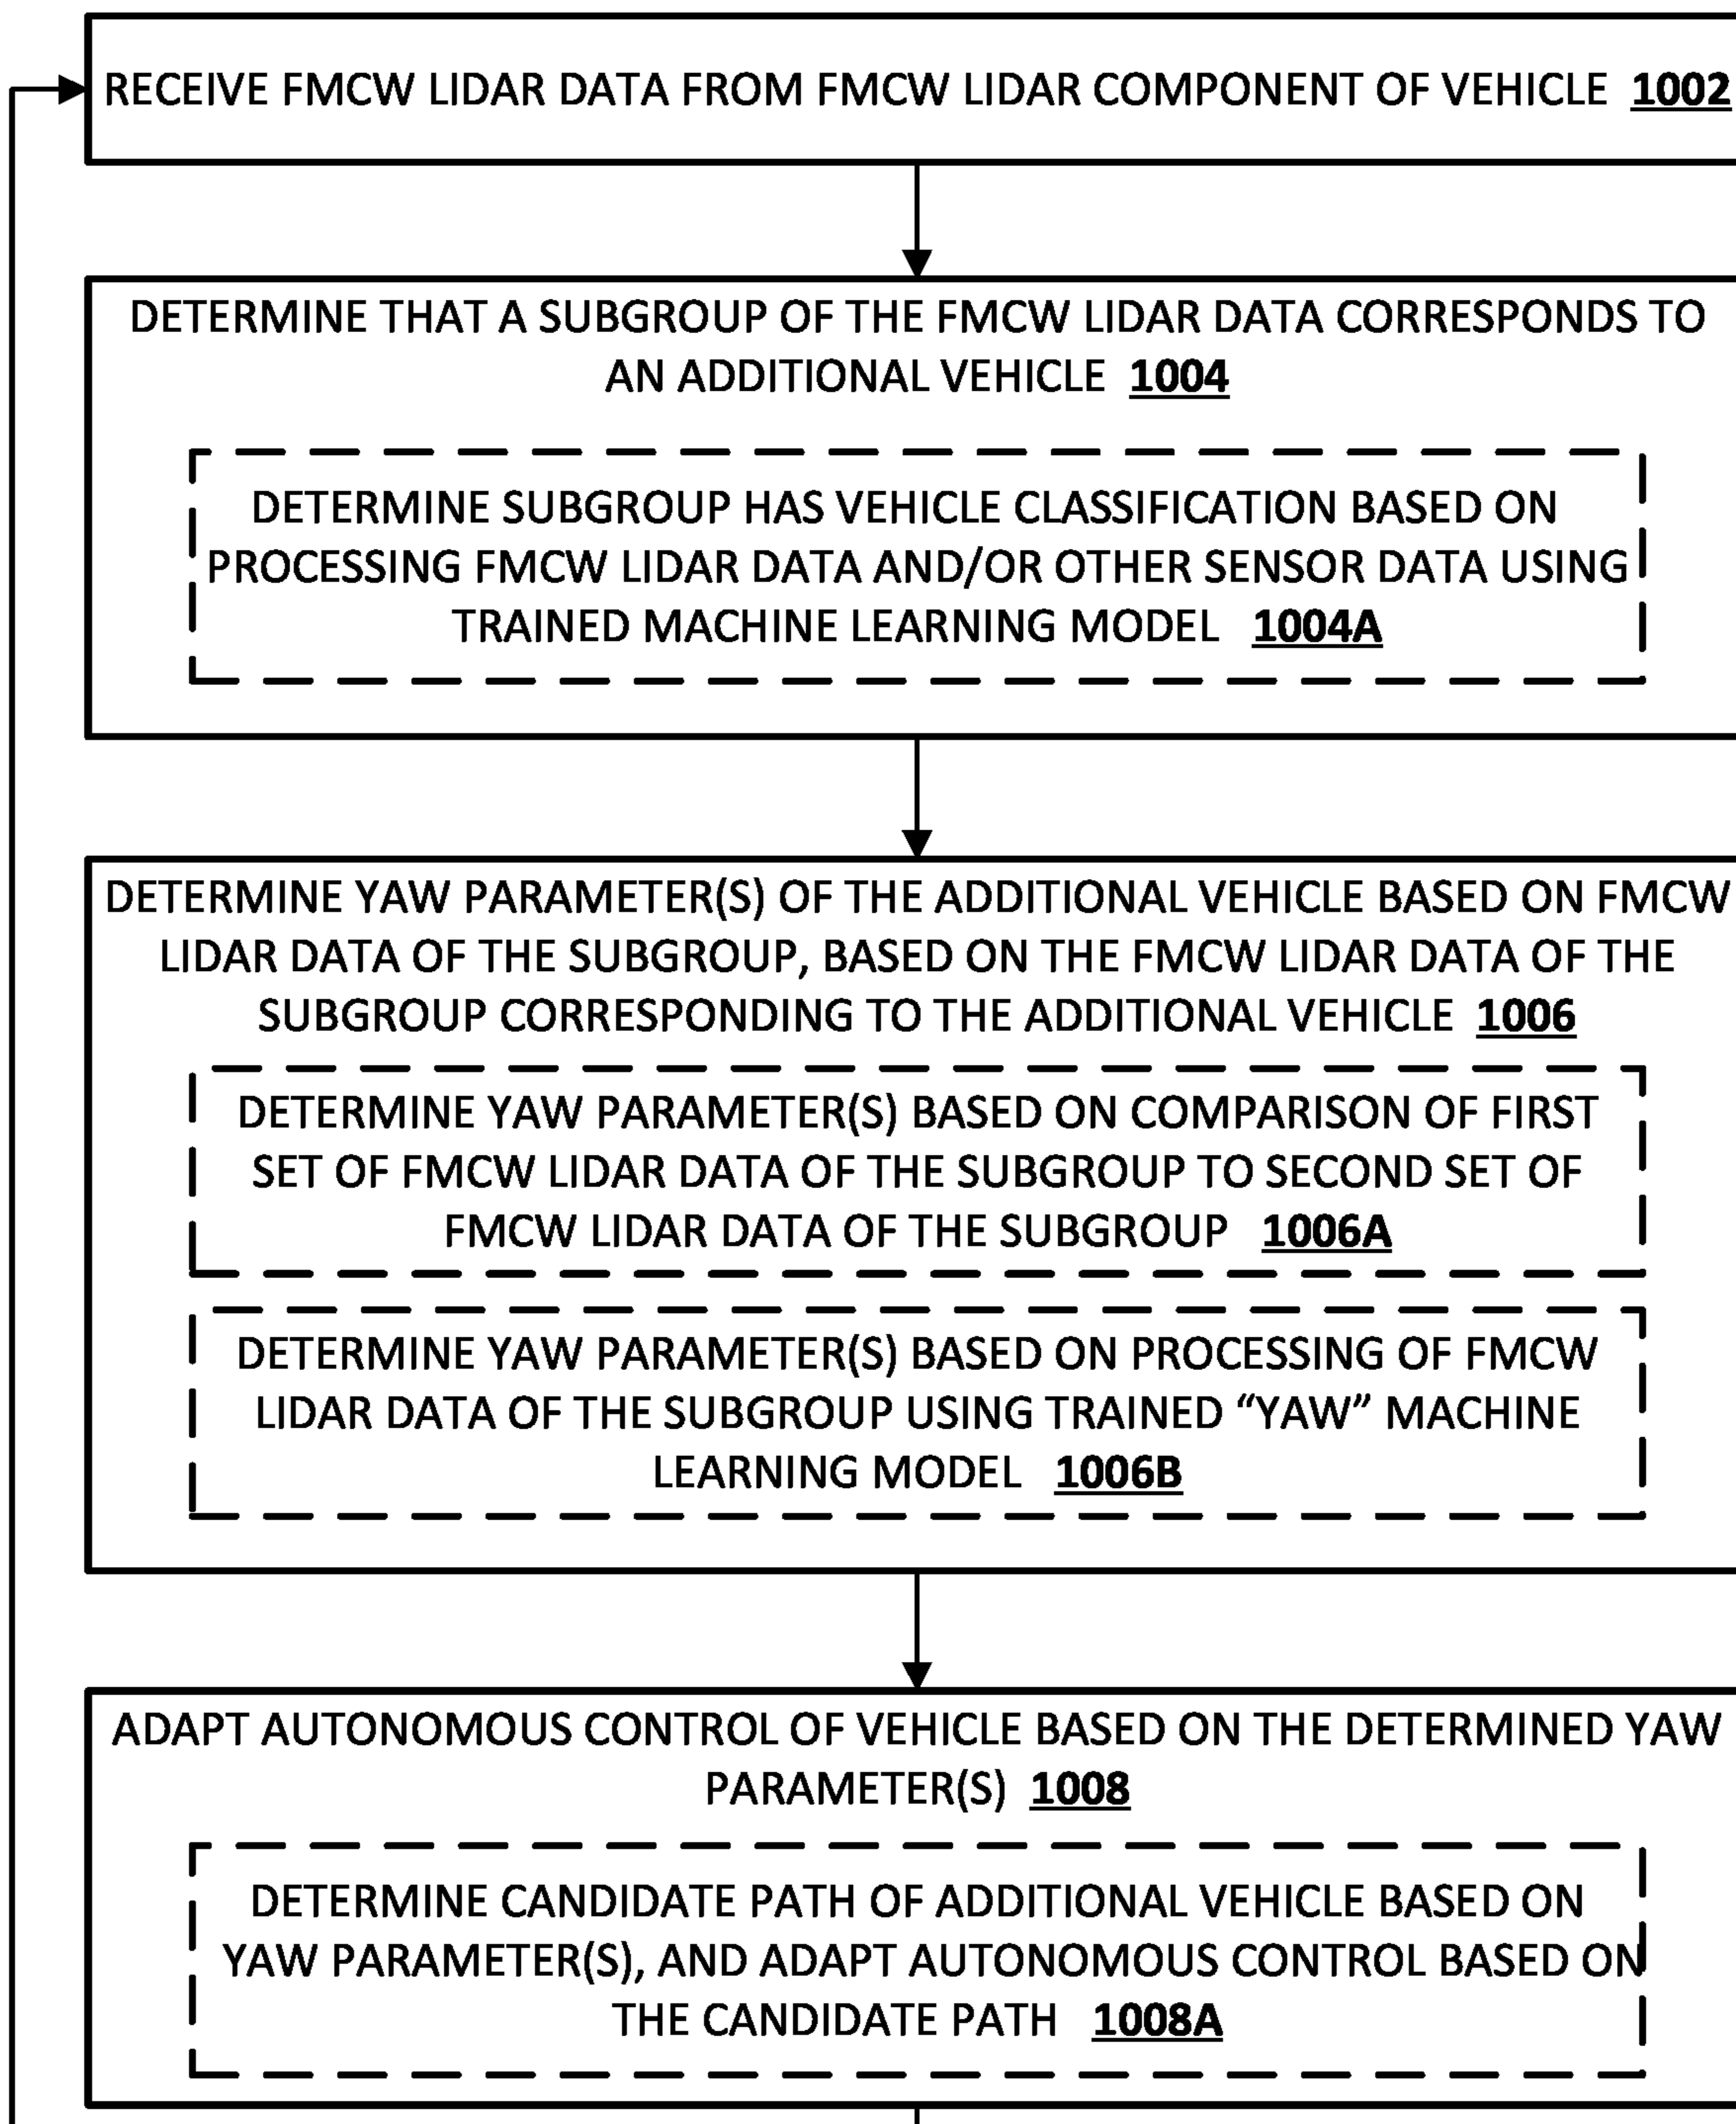 RECEIVE FMCW LIDAR DATA FROM FMCW LIDAR COMPONENT OF VEHICLE 1002
DETERMINE THAT A SUBGROUP OF THE FMCW LIDAR DATA CORRESPONDS TO
AN ADDITIONAL VEHICLE 1004
DETERMINE SUBGROUP HAS VEHICLE CLASSIFICATION BASED ON
PROCESSING FMCW LIDAR DATA AND/OR OTHER SENSOR DATA USING
TRAINED MACHINE LEARNING MODEL 1004A
DETERMINE YAW PARAMETER(S) OF THE ADDITIONAL VEHICLE BASED ON FMCW
LIDAR DATA OF THE SUBGROUP, BASED ON THE FMCW LIDAR DATA OF THE
SUBGROUP CORRESPONDING TO THE ADDITIONAL VEHICLE 1006
DETERMINE YAW PARAMETER(S) BASED ON COMPARISON OF FIRST
SET OF FMCW LIDAR DATA OF THE SUBGROUP TO SECOND SET OF
FMCW LIDAR DATA OF THE SUBGROUP 1006A
DETERMINE YAW PARAMETER(S) BASED ON PROCESSING OF FMCW
LIDAR DATA OF THE SUBGROUP USING TRAINED “YAW” MACHINE
LEARNING MODEL 1006B
ADAPT AUTONOMOUS CONTROL OF VEHICLE BASED ON THE DETERMINED YAW
PARAMETER(S) 1008
DETERMINE CANDIDATE PATH OF ADDITIONAL VEHICLE BASED ON
YAW PARAMETER(S), AND ADAPT AUTONOMOUS CONTROL BASED ON
THE CANDIDATE PATH 1008A